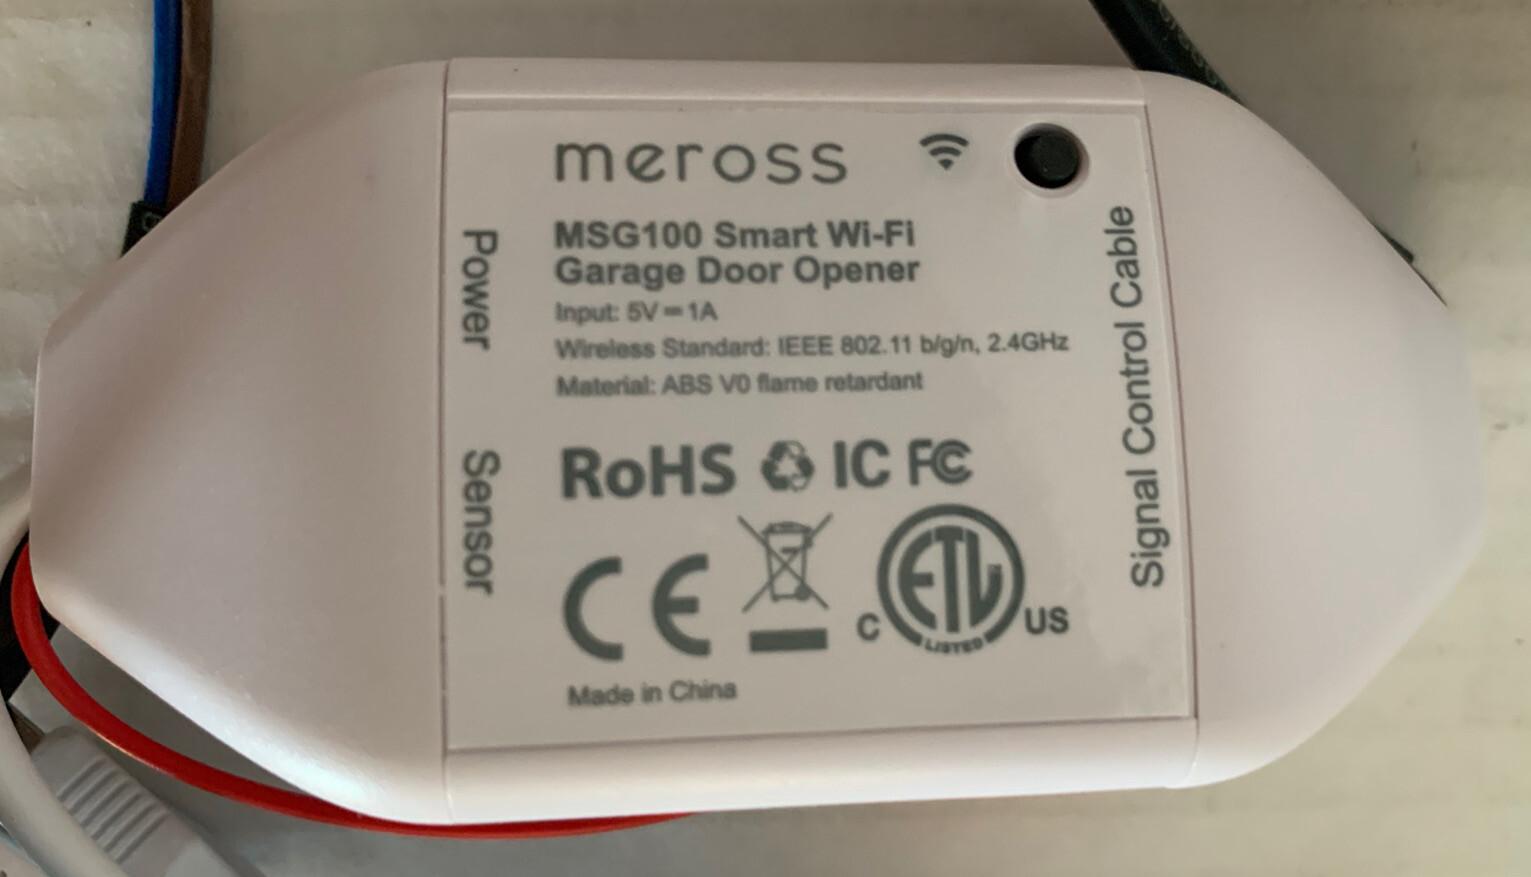 meross
MSG100 Smart Wi-Fi
Garage Door Opener
Input: 5V⎓1A
Wireless Standard: IEEE 802.11 b/g/n, 2.4GHz
Material: ABS V0 flame retardant
RoHS IC FC
CE C ETL US
LISTED
Made in China
Power
Sensor
Signal Control Cable